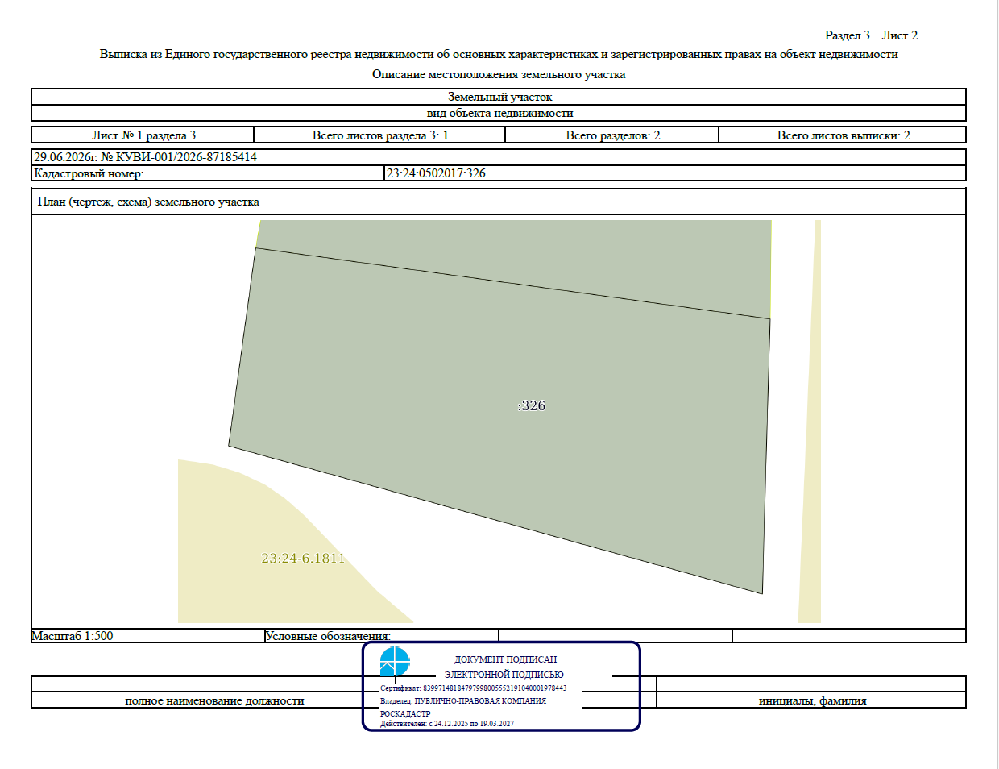 Раздел 3 Лист 2
Выписка из Единого государственного реестра недвижимости об основных характеристиках и зарегистрированных правах на объект недвижимости
Описание местоположения земельного участка
Земельный участок
вид объекта недвижимости
Лист № 1 раздела 3 Всего листов раздела 3: 1 Всего разделов: 2 Всего листов выписки: 2
29.06.2026г. № КУВИ-001/2026-87185414
Кадастровый номер: 23:24:0502017:326
План (чертеж, схема) земельного участка
:326
23:24-6.1811
Масштаб 1:500 Условные обозначения:
ДОКУМЕНТ ПОДПИСАН
ЭЛЕКТРОННОЙ ПОДПИСЬЮ
Сертификат: 83997148184797998005552191040001978443
Владелец: ПУБЛИЧНО-ПРАВОВАЯ КОМПАНИЯ
РОСКАДАСТР
Действителен: с 24.12.2025 по 19.03.2027
полное наименование должности инициалы, фамилия